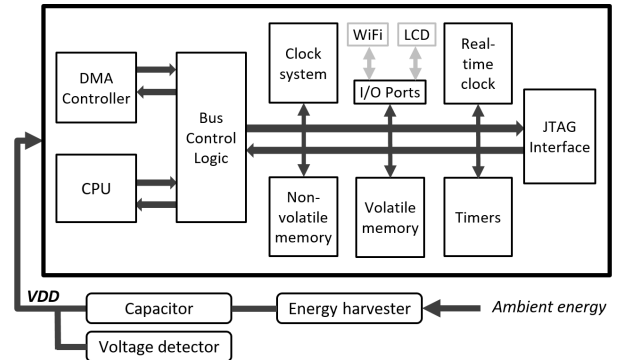 DMA
Controller
CPU
Bus
Control
Logic
Clock
system
WiFi
LCD
I/O Ports
Real-
time
clock
JTAG
Interface
Non-
volatile
memory
Volatile
memory
Timers
VDD
Capacitor
Energy harvester
Ambient energy
Voltage detector